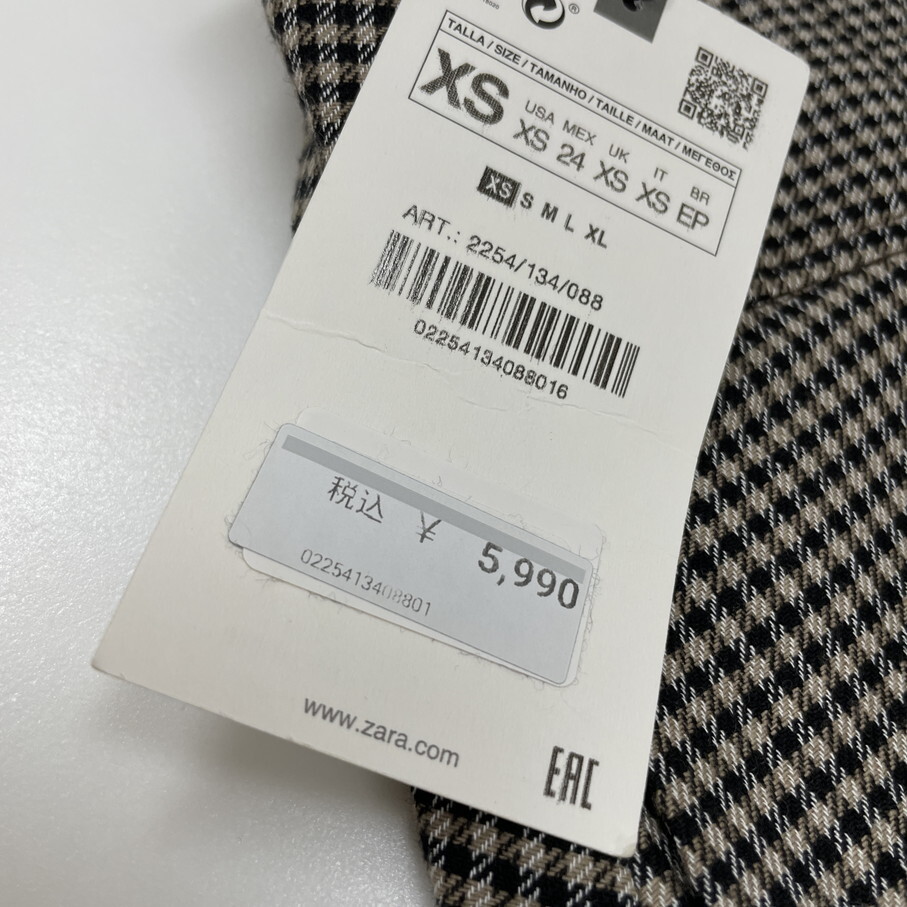 ®
TALLA / SIZE / TAMANHO / TAILLE / MAAT / ΜΕΓΕΘΟΣ
XS
USA MEX UK IT BR
XS 24 XS XS EP
XS S M L XL
ART.: 2254/134/088
02254134088016
税込 ¥ 5,990
0225413408801
www.zara.com
EAC